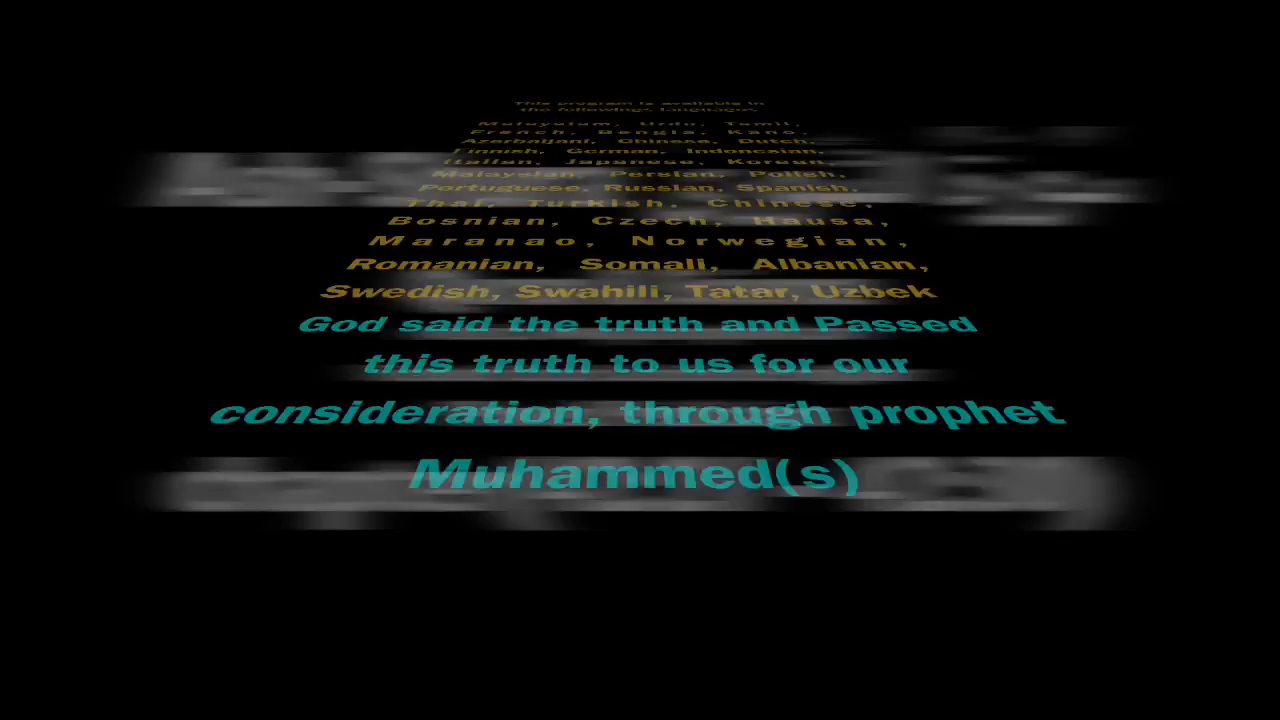 This program is available in
the followings languages
Malayalam, Urdu, Tamil,
French, Bengla, Kano,
Azerbaijani, Chinese, Dutch,
Finnish, German, Indonesian,
Italian, Japanese, Korean,
Malaysian, Persian, Polish,
Portuguese, Russian, Spanish,
Thai, Turkish, Chinese,
Bosnian, Czech, Hausa,
Maranao, Norwegian,
Romanian, Somali, Albanian,
Swedish, Swahili, Tatar, Uzbek
God said the truth and Passed
this truth to us for our
consideration, through prophet
Muhammed(s)